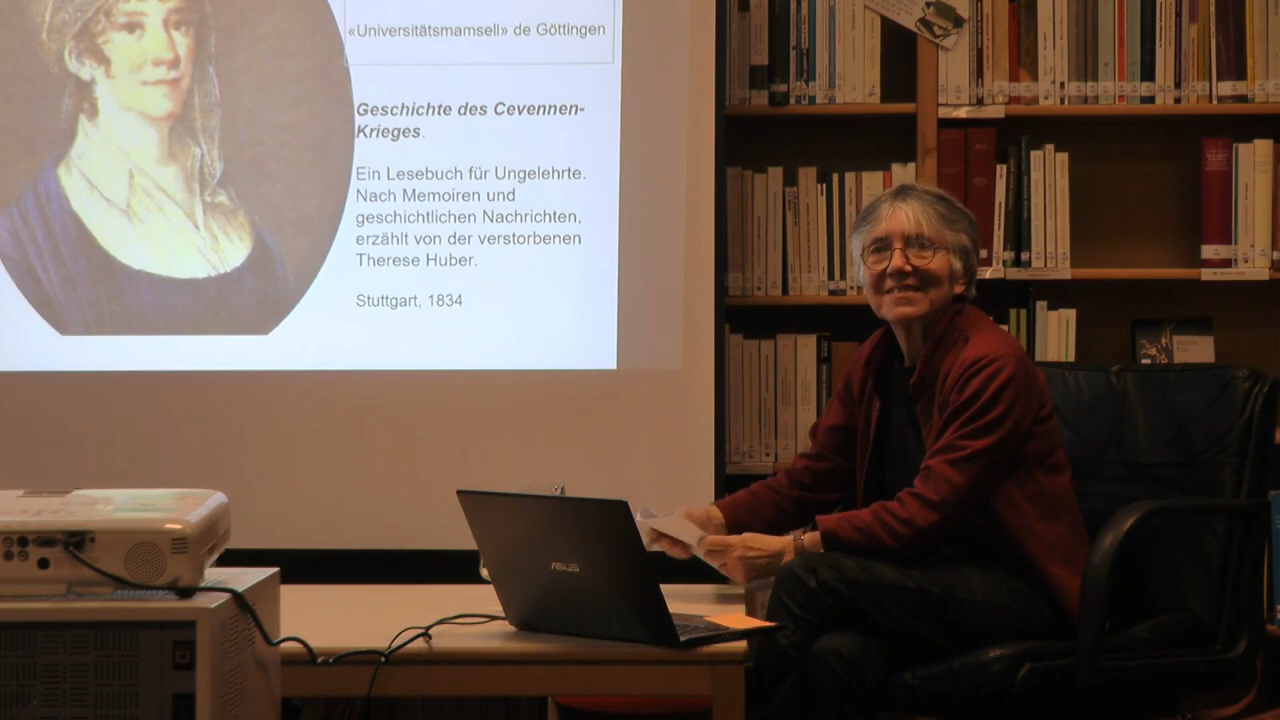 «Universitätsmamsell» de Göttingen
Geschichte des Cevennen-
Krieges.
Ein Lesebuch für Ungelehrte.
Nach Memoiren und
geschichtlichen Nachrichten,
erzählt von der verstorbenen
Therese Huber.
Stuttgart, 1834
ASUS